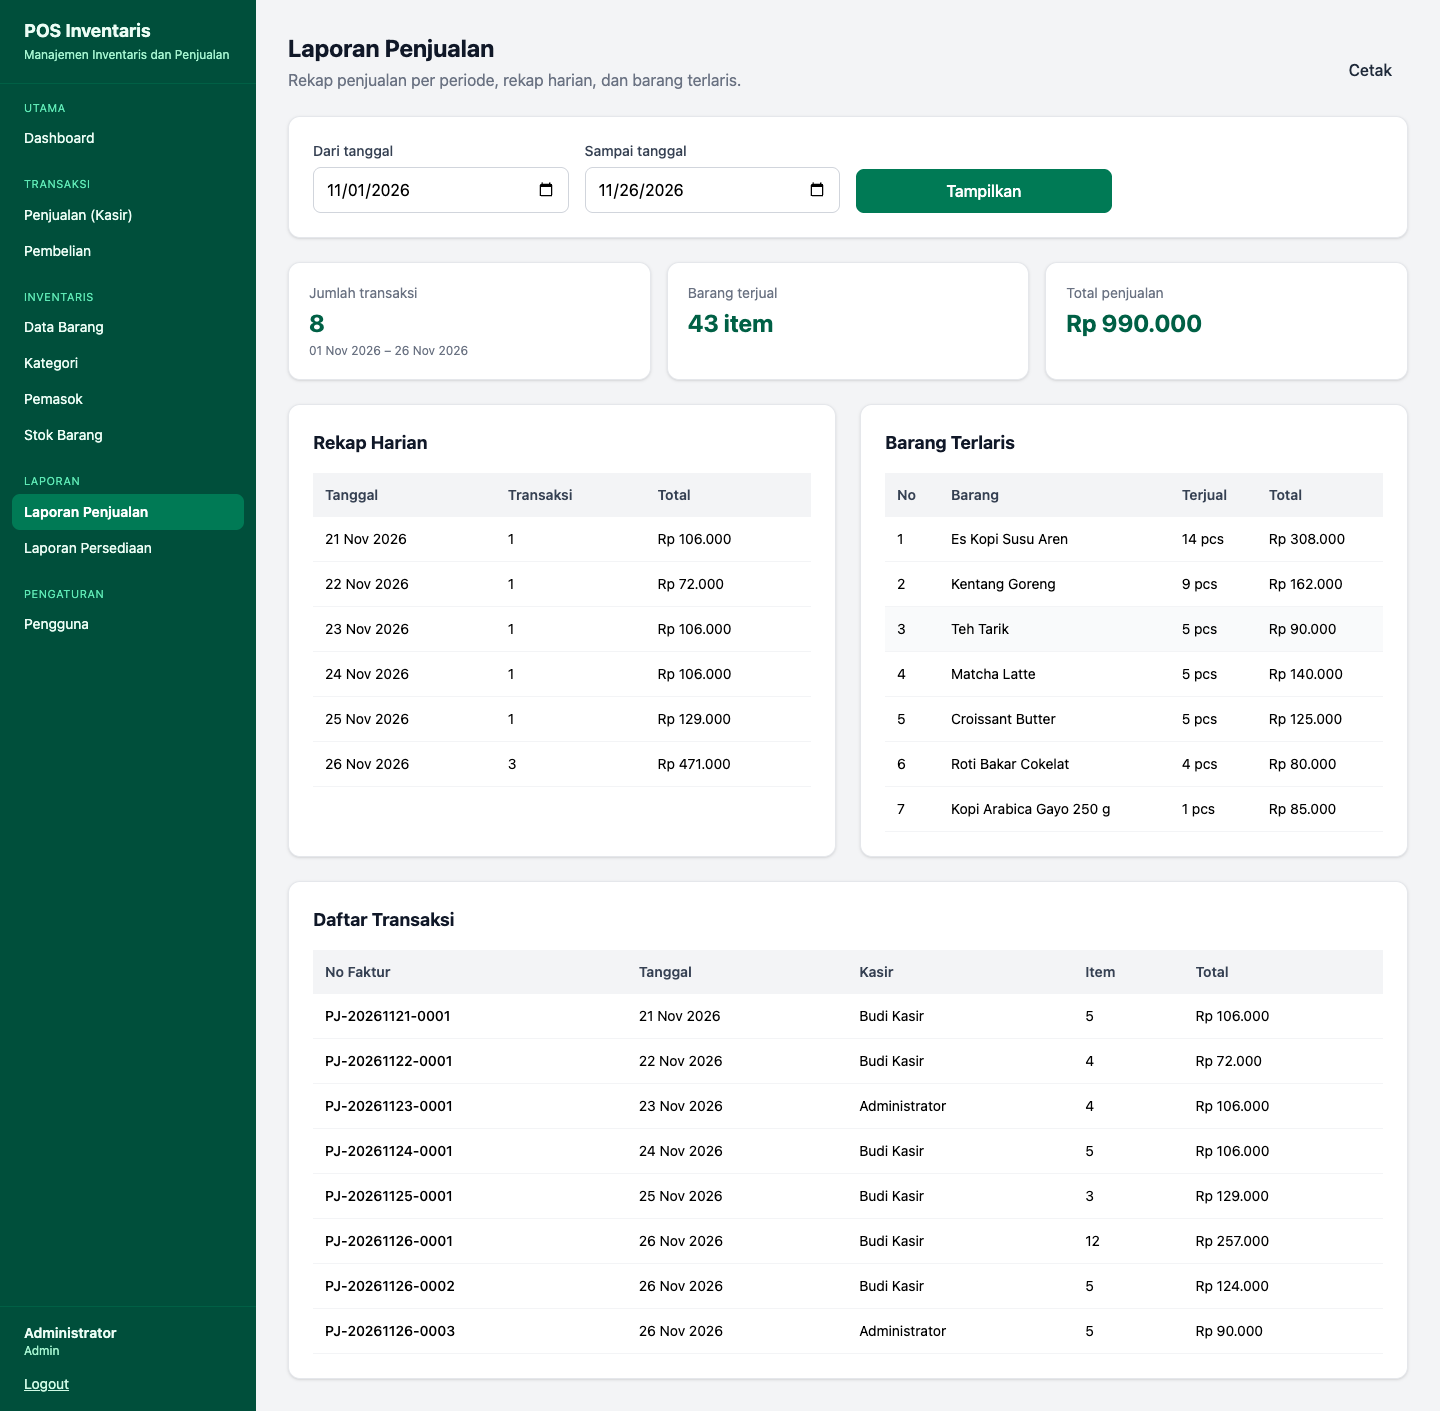 POS Inventaris
Manajemen Inventaris dan Penjualan
UTAMA
Dashboard
TRANSAKSI
Penjualan (Kasir)
Pembelian
INVENTARIS
Data Barang
Kategori
Pemasok
Stok Barang
LAPORAN
Laporan Penjualan
Laporan Persediaan
PENGATURAN
Pengguna
Administrator
Admin
Logout
Laporan Penjualan
Rekap penjualan per periode, rekap harian, dan barang terlaris.
Cetak
Dari tanggal
11/01/2026
Sampai tanggal
11/26/2026
Tampilkan
Jumlah transaksi
8
01 Nov 2026 – 26 Nov 2026
Barang terjual
43 item
Total penjualan
Rp 990.000
Rekap Harian
Tanggal Transaksi Total
21 Nov 2026 1 Rp 106.000
22 Nov 2026 1 Rp 72.000
23 Nov 2026 1 Rp 106.000
24 Nov 2026 1 Rp 106.000
25 Nov 2026 1 Rp 129.000
26 Nov 2026 3 Rp 471.000
Barang Terlaris
No Barang Terjual Total
1 Es Kopi Susu Aren 14 pcs Rp 308.000
2 Kentang Goreng 9 pcs Rp 162.000
3 Teh Tarik 5 pcs Rp 90.000
4 Matcha Latte 5 pcs Rp 140.000
5 Croissant Butter 5 pcs Rp 125.000
6 Roti Bakar Cokelat 4 pcs Rp 80.000
7 Kopi Arabica Gayo 250 g 1 pcs Rp 85.000
Daftar Transaksi
No Faktur Tanggal Kasir Item Total
PJ-20261121-0001 21 Nov 2026 Budi Kasir 5 Rp 106.000
PJ-20261122-0001 22 Nov 2026 Budi Kasir 4 Rp 72.000
PJ-20261123-0001 23 Nov 2026 Administrator 4 Rp 106.000
PJ-20261124-0001 24 Nov 2026 Budi Kasir 5 Rp 106.000
PJ-20261125-0001 25 Nov 2026 Budi Kasir 3 Rp 129.000
PJ-20261126-0001 26 Nov 2026 Budi Kasir 12 Rp 257.000
PJ-20261126-0002 26 Nov 2026 Budi Kasir 5 Rp 124.000
PJ-20261126-0003 26 Nov 2026 Administrator 5 Rp 90.000